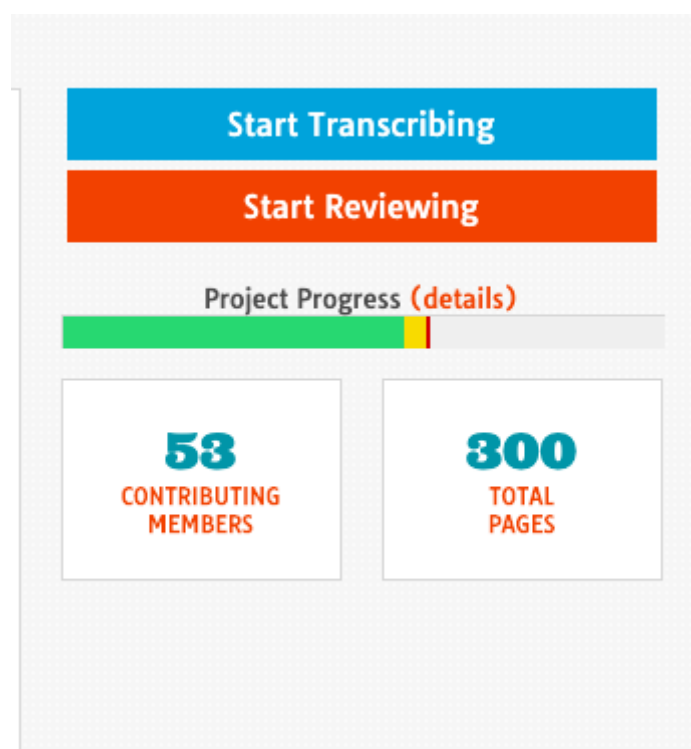 Start Transcribing
Start Reviewing
Project Progress (details)
53
CONTRIBUTING
MEMBERS
300
TOTAL
PAGES